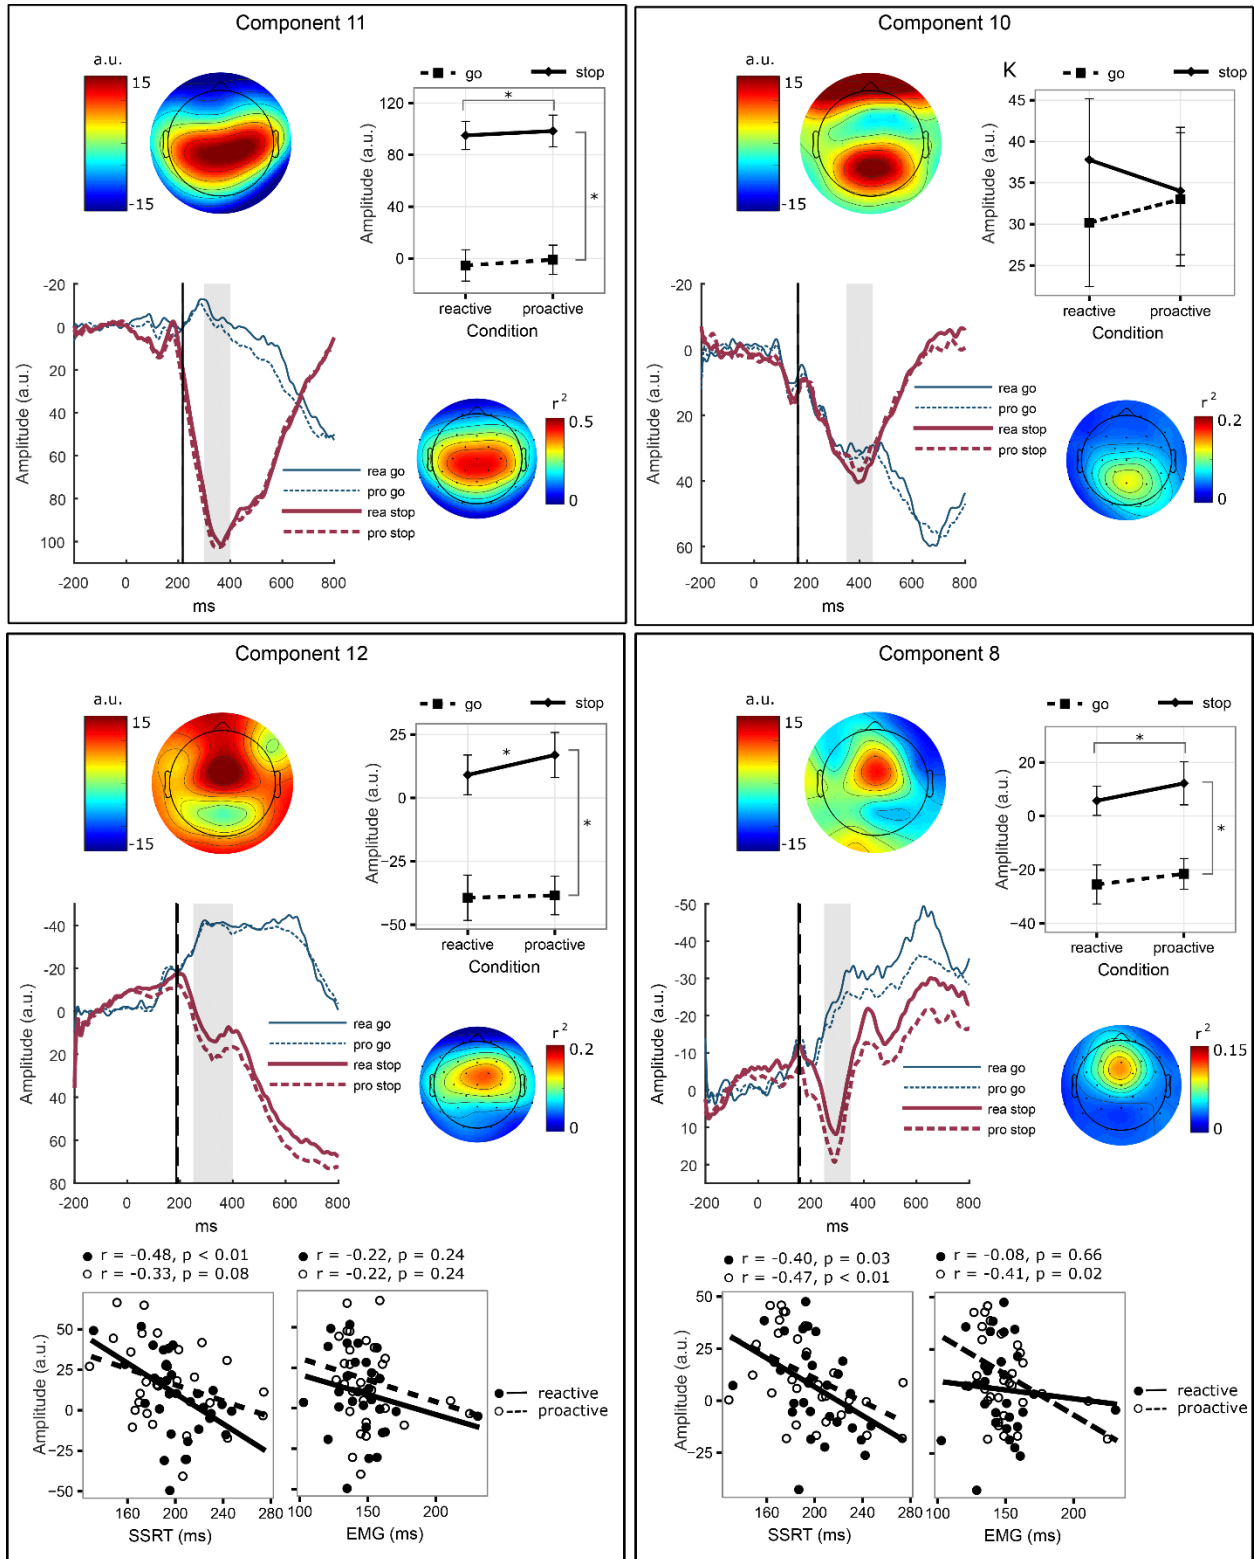 Component 11
a.u.
15
-15
go
stop
*
*
Amplitude (a.u.)
120
80
40
0
reactive
proactive
Condition
-20
0
20
40
60
80
100
Amplitude (a.u.)
-200
0
200
400
600
800
ms
rea go
pro go
rea stop
pro stop
r2
0.5
0
Component 10
a.u.
15
-15
K
go
stop
Amplitude (a.u.)
45
40
35
30
25
reactive
proactive
Condition
-20
0
20
40
60
Amplitude (a.u.)
-200
0
200
400
600
800
ms
rea go
pro go
rea stop
pro stop
r2
0.2
0
Component 12
a.u.
15
-15
go
stop
*
*
Amplitude (a.u.)
25
0
−25
−50
reactive
proactive
Condition
-40
-20
0
20
40
60
80
Amplitude (a.u.)
-200
0
200
400
600
800
ms
rea go
pro go
rea stop
pro stop
r2
0.2
0
r = -0.48, p < 0.01
r = -0.33, p = 0.08
r = -0.22, p = 0.24
r = -0.22, p = 0.24
Amplitude (a.u.)
50
25
0
−25
−50
160
200
240
280
SSRT (ms)
100
150
200
EMG (ms)
reactive
proactive
Component 8
a.u.
15
-15
go
stop
*
*
Amplitude (a.u.)
20
0
−20
−40
reactive
proactive
Condition
-50
-40
-30
-20
-10
0
10
20
Amplitude (a.u.)
-200
0
200
400
600
800
ms
rea go
pro go
rea stop
pro stop
r2
0.15
0
r = -0.40, p = 0.03
r = -0.47, p < 0.01
r = -0.08, p = 0.66
r = -0.41, p = 0.02
Amplitude (a.u.)
50
25
0
−25
160
200
240
280
SSRT (ms)
100
150
200
EMG (ms)
reactive
proactive